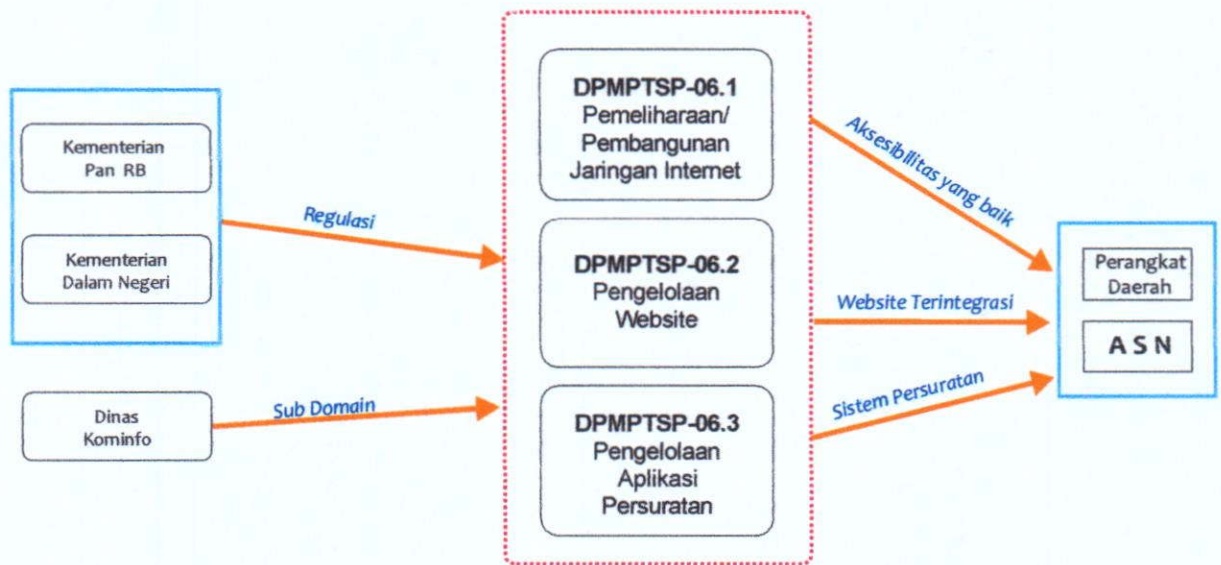 Kementerian
Pan RB
Kementerian
Dalam Negeri
Dinas
Kominfo
Regulasi
Sub Domain
DPMPTSP-06.1
Pemeliharaan/
Pembangunan
Jaringan Internet
DPMPTSP-06.2
Pengelolaan
Website
DPMPTSP-06.3
Pengelolaan
Aplikasi
Persuratan
Aksesibilitas yang baik
Website Terintegrasi
Sistem Persuratan
Perangkat
Daerah
A S N